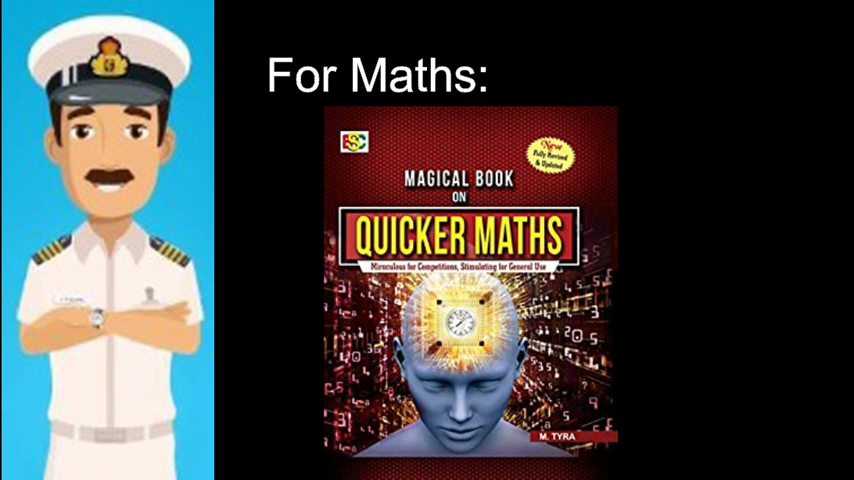 For Maths:
BSC
New
Fully Revised
& Updated
MAGICAL BOOK
ON
QUICKER MATHS
Miraculous for Competitions, Stimulating for General Use
M. TYRA